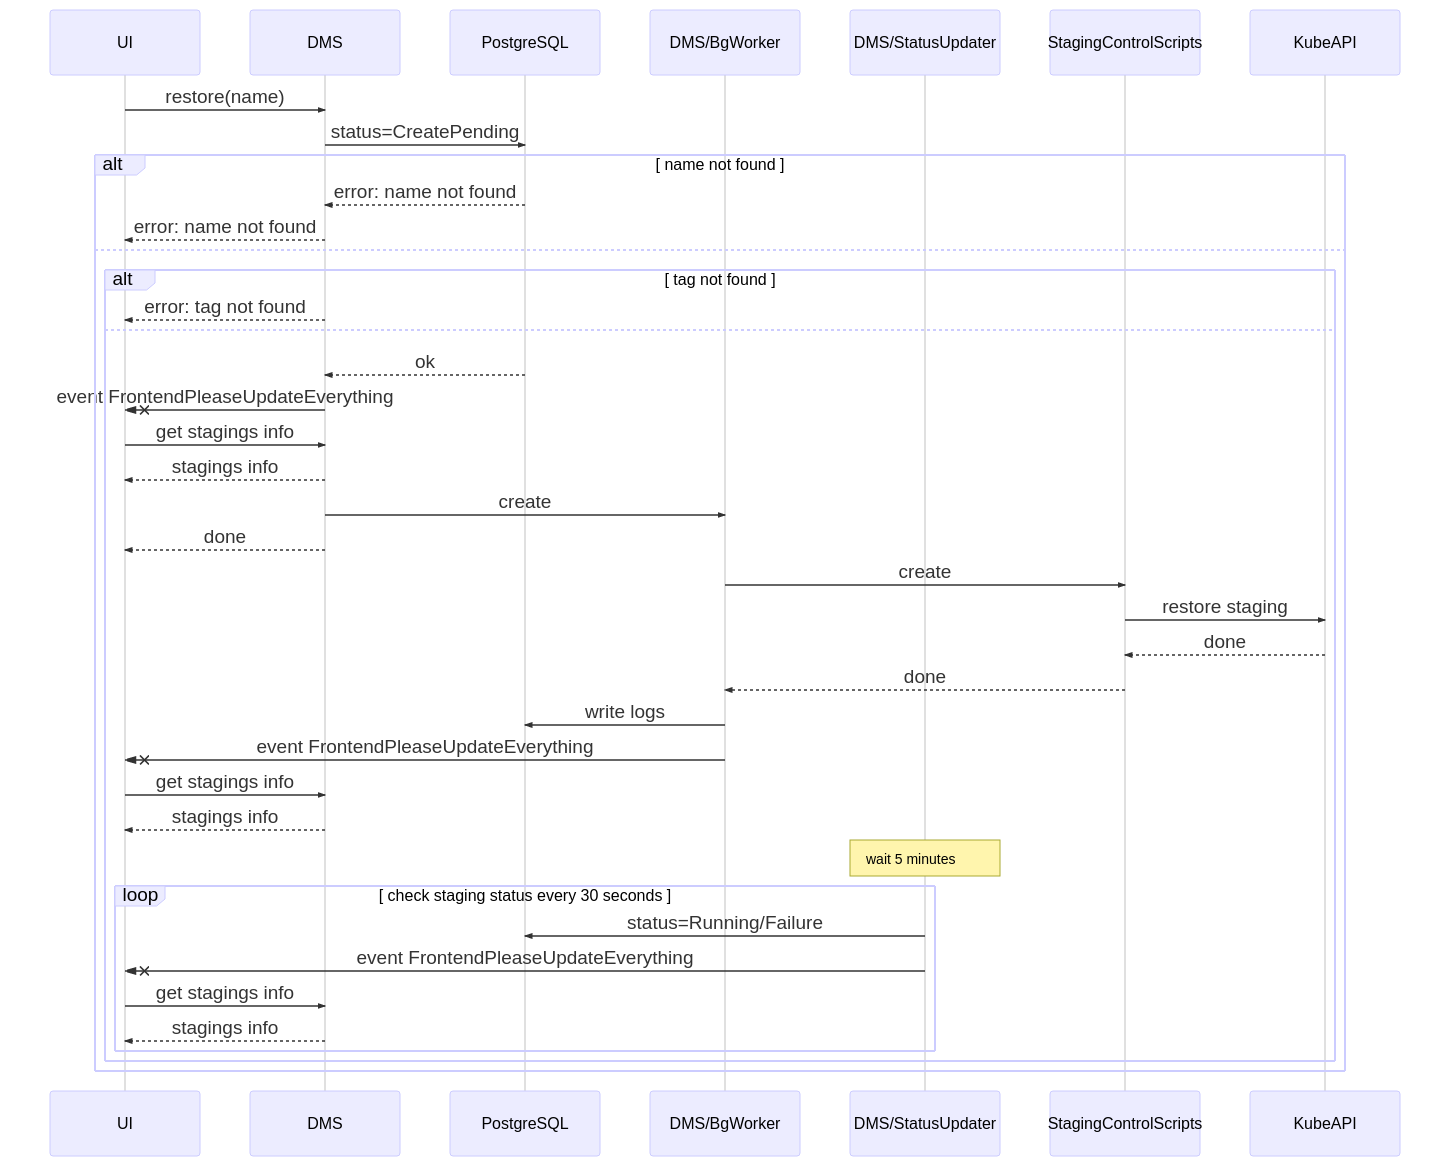 UI
DMS
PostgreSQL
DMS/BgWorker
DMS/StatusUpdater
StagingControlScripts
KubeAPI
restore(name)
status=CreatePending
alt
[ name not found ]
error: name not found
error: name not found
alt
[ tag not found ]
error: tag not found
ok
event FrontendPleaseUpdateEverything
get stagings info
stagings info
create
done
create
restore staging
done
done
write logs
event FrontendPleaseUpdateEverything
get stagings info
stagings info
wait 5 minutes
loop
[ check staging status every 30 seconds ]
status=Running/Failure
event FrontendPleaseUpdateEverything
get stagings info
stagings info
UI
DMS
PostgreSQL
DMS/BgWorker
DMS/StatusUpdater
StagingControlScripts
KubeAPI